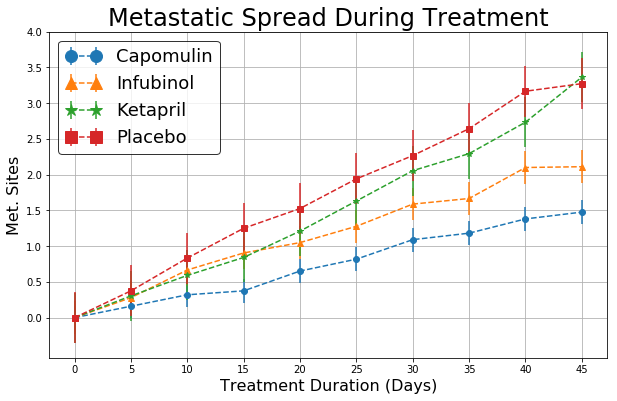 Metastatic Spread During Treatment
Capomulin
Infubinol
Ketapril
Placebo
Met. Sites
4.0
3.5
3.0
2.5
2.0
1.5
1.0
0.5
0.0
0 5 10 15 20 25 30 35 40 45
Treatment Duration (Days)